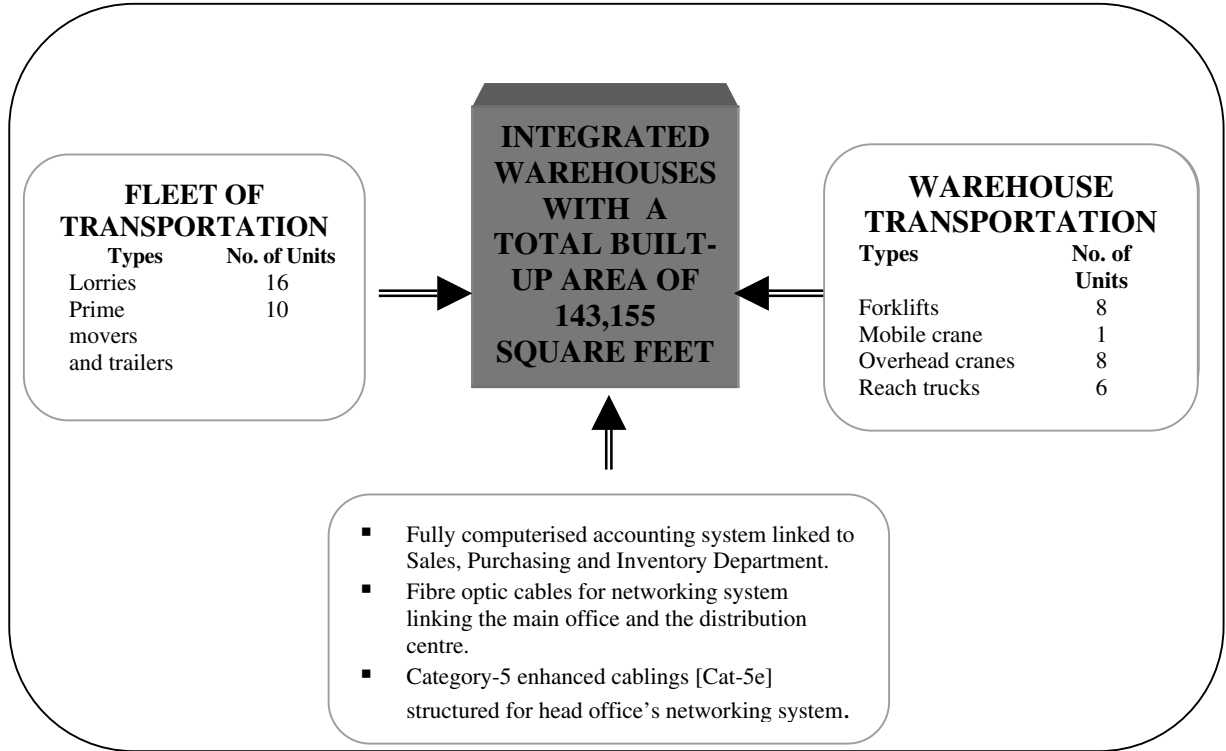 INTEGRATED
WAREHOUSES
WITH A
TOTAL BUILT-
UP AREA OF
143,155
SQUARE FEET
FLEET OF
TRANSPORTATION
Types No. of Units
Lorries 16
Prime 10
movers
and trailers
WAREHOUSE
TRANSPORTATION
Types No. of
Units
Forklifts 8
Mobile crane 1
Overhead cranes 8
Reach trucks 6
▪ Fully computerised accounting system linked to
Sales, Purchasing and Inventory Department.
▪ Fibre optic cables for networking system
linking the main office and the distribution
centre.
▪ Category-5 enhanced cablings [Cat-5e]
structured for head office’s networking system.